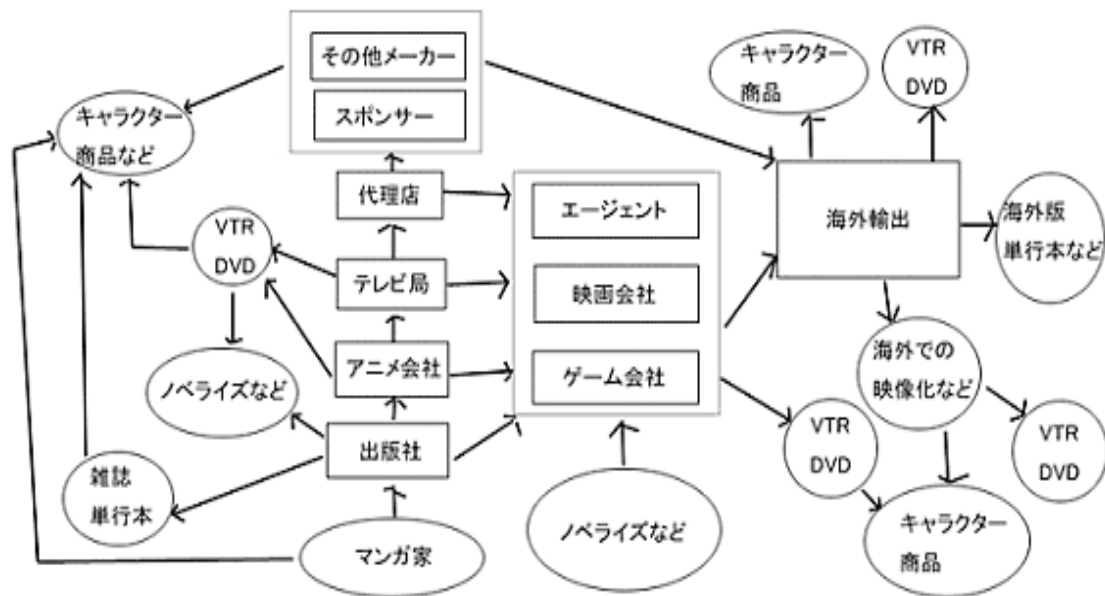 その他メーカー
スポンサー
キャラクター
商品など
代理店
VTR
DVD
テレビ局
アニメ会社
ノベライズなど
出版社
雑誌
単行本
マンガ家
エージェント
映画会社
ゲーム会社
ノベライズなど
キャラクター
商品
VTR
DVD
海外輸出
海外版
単行本など
海外での
映像化など
VTR
DVD
VTR
DVD
キャラクター
商品